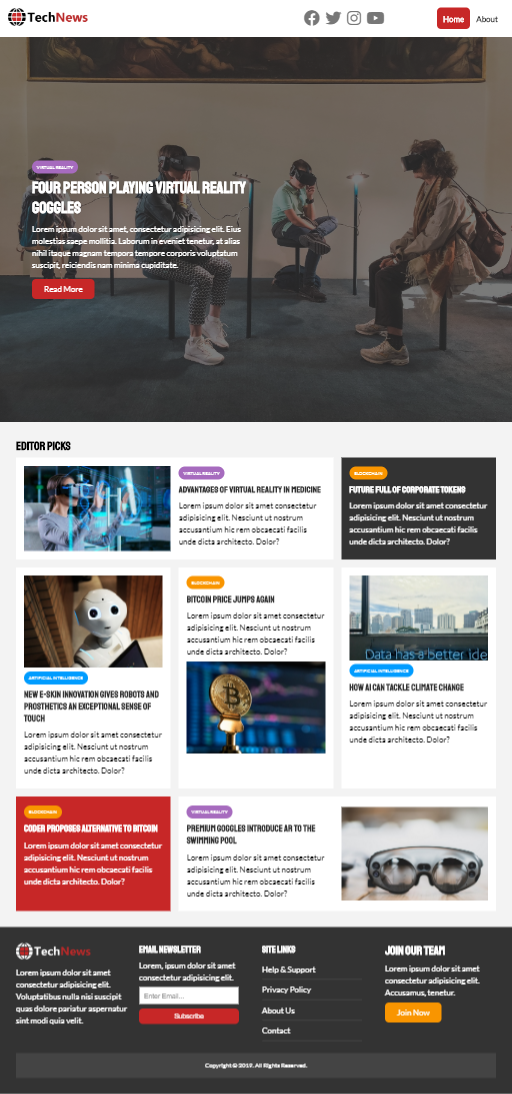 TechNews
Home
About
VIRTUAL REALITY
FOUR PERSON PLAYING VIRTUAL REALITY
GOGGLES
Lorem ipsum dolor sit amet, consectetur adipisicing elit. Eius
molestias saepe mollitia. Laborum in eveniet tenetur, at alias
nihil itaque magnam tempora tempore corporis voluptatum
suscipit, reiciendis nam minima cupiditate.
Read More
EDITOR PICKS
VIRTUAL REALITY
ADVANTAGES OF VIRTUAL REALITY IN MEDICINE
Lorem ipsum dolor sit amet consectetur
adipisicing elit. Nesciunt ut nostrum
accusantium hic rem obcaecati facilis
unde dicta architecto. Dolor?
BLOCKCHAIN
FUTURE FULL OF CORPORATE TOKENS
Lorem ipsum dolor sit amet consectetur
adipisicing elit. Nesciunt ut nostrum
accusantium hic rem obcaecati facilis
unde dicta architecto. Dolor?
ARTIFICIAL INTELLIGENCE
NEW E-SKIN INNOVATION GIVES ROBOTS AND
PROSTHETICS AN EXCEPTIONAL SENSE OF
TOUCH
Lorem ipsum dolor sit amet consectetur
adipisicing elit. Nesciunt ut nostrum
accusantium hic rem obcaecati facilis
unde dicta architecto. Dolor?
BLOCKCHAIN
BITCOIN PRICE JUMPS AGAIN
Lorem ipsum dolor sit amet consectetur
adipisicing elit. Nesciunt ut nostrum
accusantium hic rem obcaecati facilis
unde dicta architecto. Dolor?
Data has a better ide
ARTIFICIAL INTELLIGENCE
HOW AI CAN TACKLE CLIMATE CHANGE
Lorem ipsum dolor sit amet consectetur
adipisicing elit. Nesciunt ut nostrum
accusantium hic rem obcaecati facilis
unde dicta architecto. Dolor?
BLOCKCHAIN
CODER PROPOSES ALTERNATIVE TO BITCOIN
Lorem ipsum dolor sit amet consectetur
adipisicing elit. Nesciunt ut nostrum
accusantium hic rem obcaecati facilis
unde dicta architecto. Dolor?
VIRTUAL REALITY
PREMIUM GOGGLES INTRODUCE AR TO THE
SWIMMING POOL
Lorem ipsum dolor sit amet consectetur
adipisicing elit. Nesciunt ut nostrum
accusantium hic rem obcaecati facilis
unde dicta architecto. Dolor?
TechNews
Lorem ipsum dolor sit amet
consectetur adipisicing elit.
Voluptatibus nulla nisi suscipit
quas dolore pariatur aspernatur
sint modi quia velit.
EMAIL NEWSLETTER
Lorem, ipsum dolor sit amet
consectetur adipisicing elit.
Enter Email...
Subscribe
SITE LINKS
Help & Support
Privacy Policy
About Us
Contact
JOIN OUR TEAM
Lorem ipsum dolor sit amet
consectetur adipisicing elit.
Accusamus, tenetur.
Join Now
Copyright © 2019. All Rights Reserved.